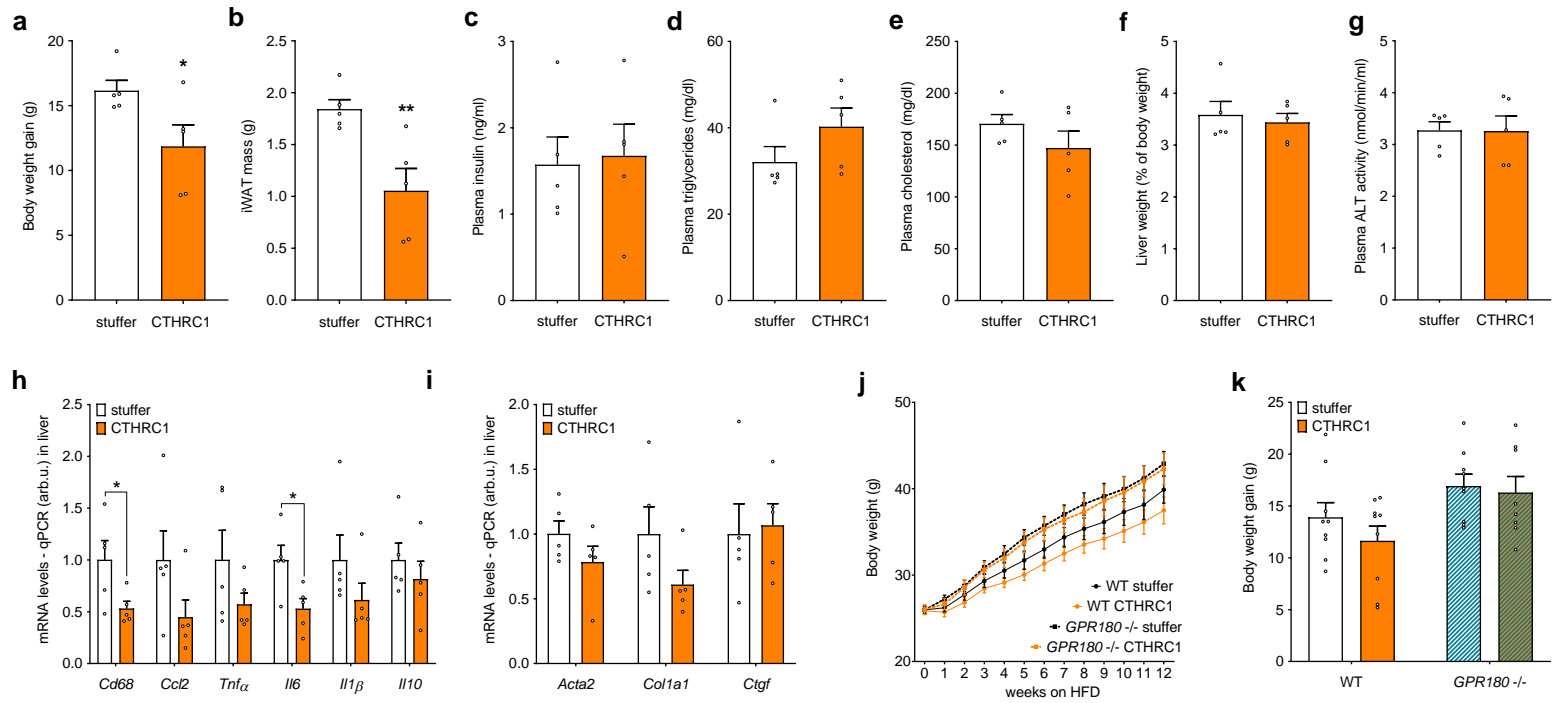 a
Body weight gain (g)
20
15
10
5
0
*
stuffer
CTHRC1
b
iWAT mass (g)
2.5
2.0
1.5
1.0
0.5
0.0
**
stuffer
CTHRC1
c
Plasma insulin (ng/ml)
3
2
1
0
stuffer
CTHRC1
d
Plasma triglycerides (mg/dl)
60
40
20
0
stuffer
CTHRC1
e
Plasma cholesterol (mg/dl)
250
200
150
100
50
0
stuffer
CTHRC1
f
Liver weight (% of body weight)
5
4
3
2
1
0
stuffer
CTHRC1
g
Plasma ALT activity (nmol/min/ml)
5
4
3
2
1
0
stuffer
CTHRC1
h
mRNA levels - qPCR (arb.u.) in liver
2.5
2.0
1.5
1.0
0.5
0.0
stuffer
CTHRC1
*
*
Cd68
Ccl2
Tnfα
Il6
Il1β
Il10
i
mRNA levels - qPCR (arb.u.) in liver
2.0
1.5
1.0
0.5
0.0
stuffer
CTHRC1
Acta2
Col1a1
Ctgf
j
Body weight (g)
50
40
30
20
WT stuffer
WT CTHRC1
GPR180 -/- stuffer
GPR180 -/- CTHRC1
0 1 2 3 4 5 6 7 8 9 10 11 12
weeks on HFD
k
Body weight gain (g)
25
20
15
10
5
0
stuffer
CTHRC1
WT
GPR180 -/-